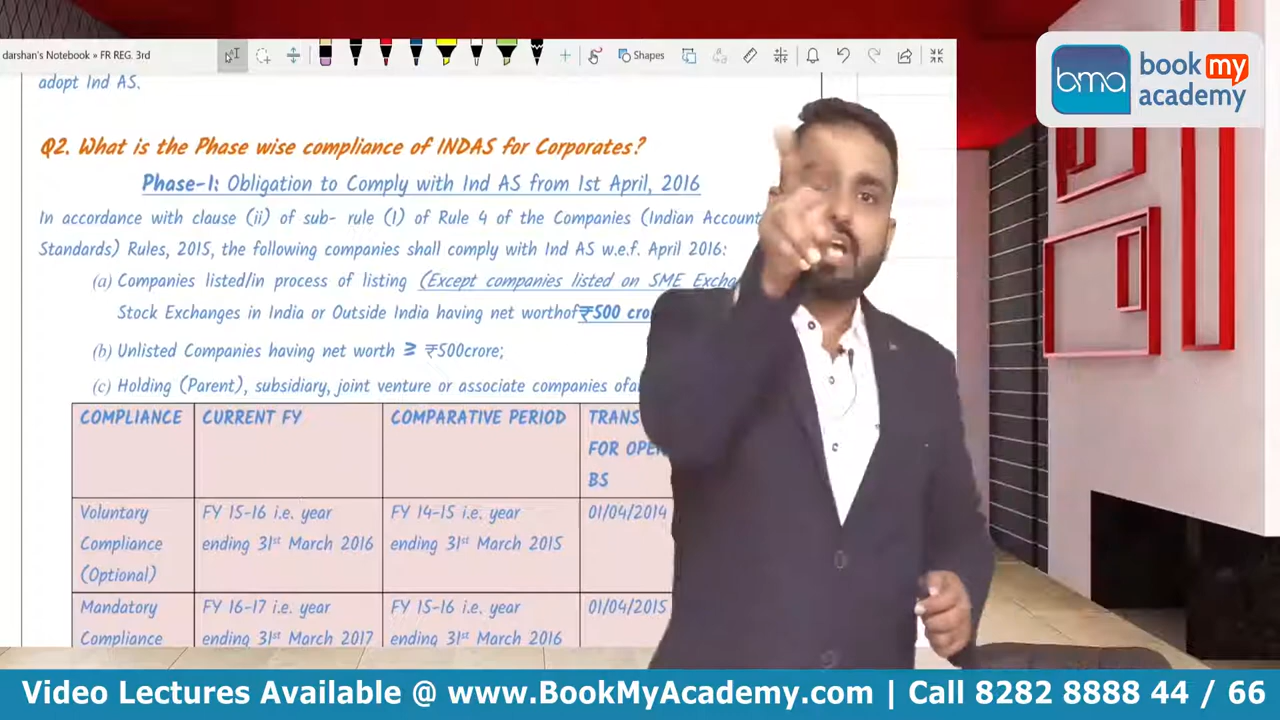 darshan's Notebook » FR REG. 3rd
Shapes
bma
book my
academy
adopt Ind AS.
Q2. What is the Phase wise compliance of INDAS for Corporates?
Phase-1: Obligation to Comply with Ind AS from 1st April, 2016
In accordance with clause (ii) of sub- rule (1) of Rule 4 of the Companies (Indian Account
Standards) Rules, 2015, the following companies shall comply with Ind AS w.e.f. April 2016:
(a) Companies listed/in process of listing (Except companies listed on SME
Stock Exchanges in India or Outside India having net worthof ₹500
(b) Unlisted Companies having net worth ≥ ₹500crore;
(c) Holding (Parent), subsidiary, joint venture or associate companies
COMPLIANCE CURRENT FY COMPARATIVE PERIOD
FOR
BS
Voluntary FY 15-16 i.e. year FY 14-15 i.e. year 01/04/2014
Compliance ending 31st March 2016 ending 31st March 2015
(Optional)
Mandatory FY 16-17 i.e. year FY 15-16 i.e. year 01/04/2015
Compliance ending 31st March 2017 ending 31st March 2016
Video Lectures Available @ www.BookMyAcademy.com | Call 8282 8888 44 / 66